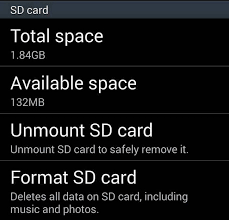 SD card
Total space
1.84GB
Available space
132MB
Unmount SD card
Unmount SD card to safely remove it.
Format SD card
Deletes all data on SD card, including
music and photos.